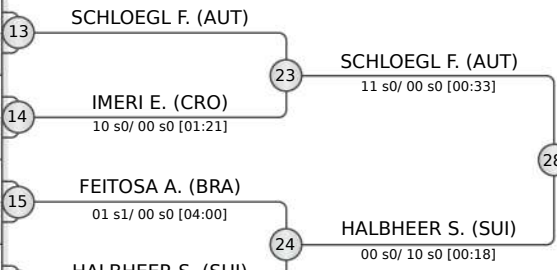 SCHLOEGL F. (AUT)
13
23
SCHLOEGL F. (AUT)
11 s0/ 00 s0 [00:33]
IMERI E. (CRO)
14
10 s0/ 00 s0 [01:21]
28
FEITOSA A. (BRA)
15
01 s1/ 00 s0 [04:00]
24
HALBHEER S. (SUI)
00 s0/ 10 s0 [00:18]
HALBHEER S. (SUI)